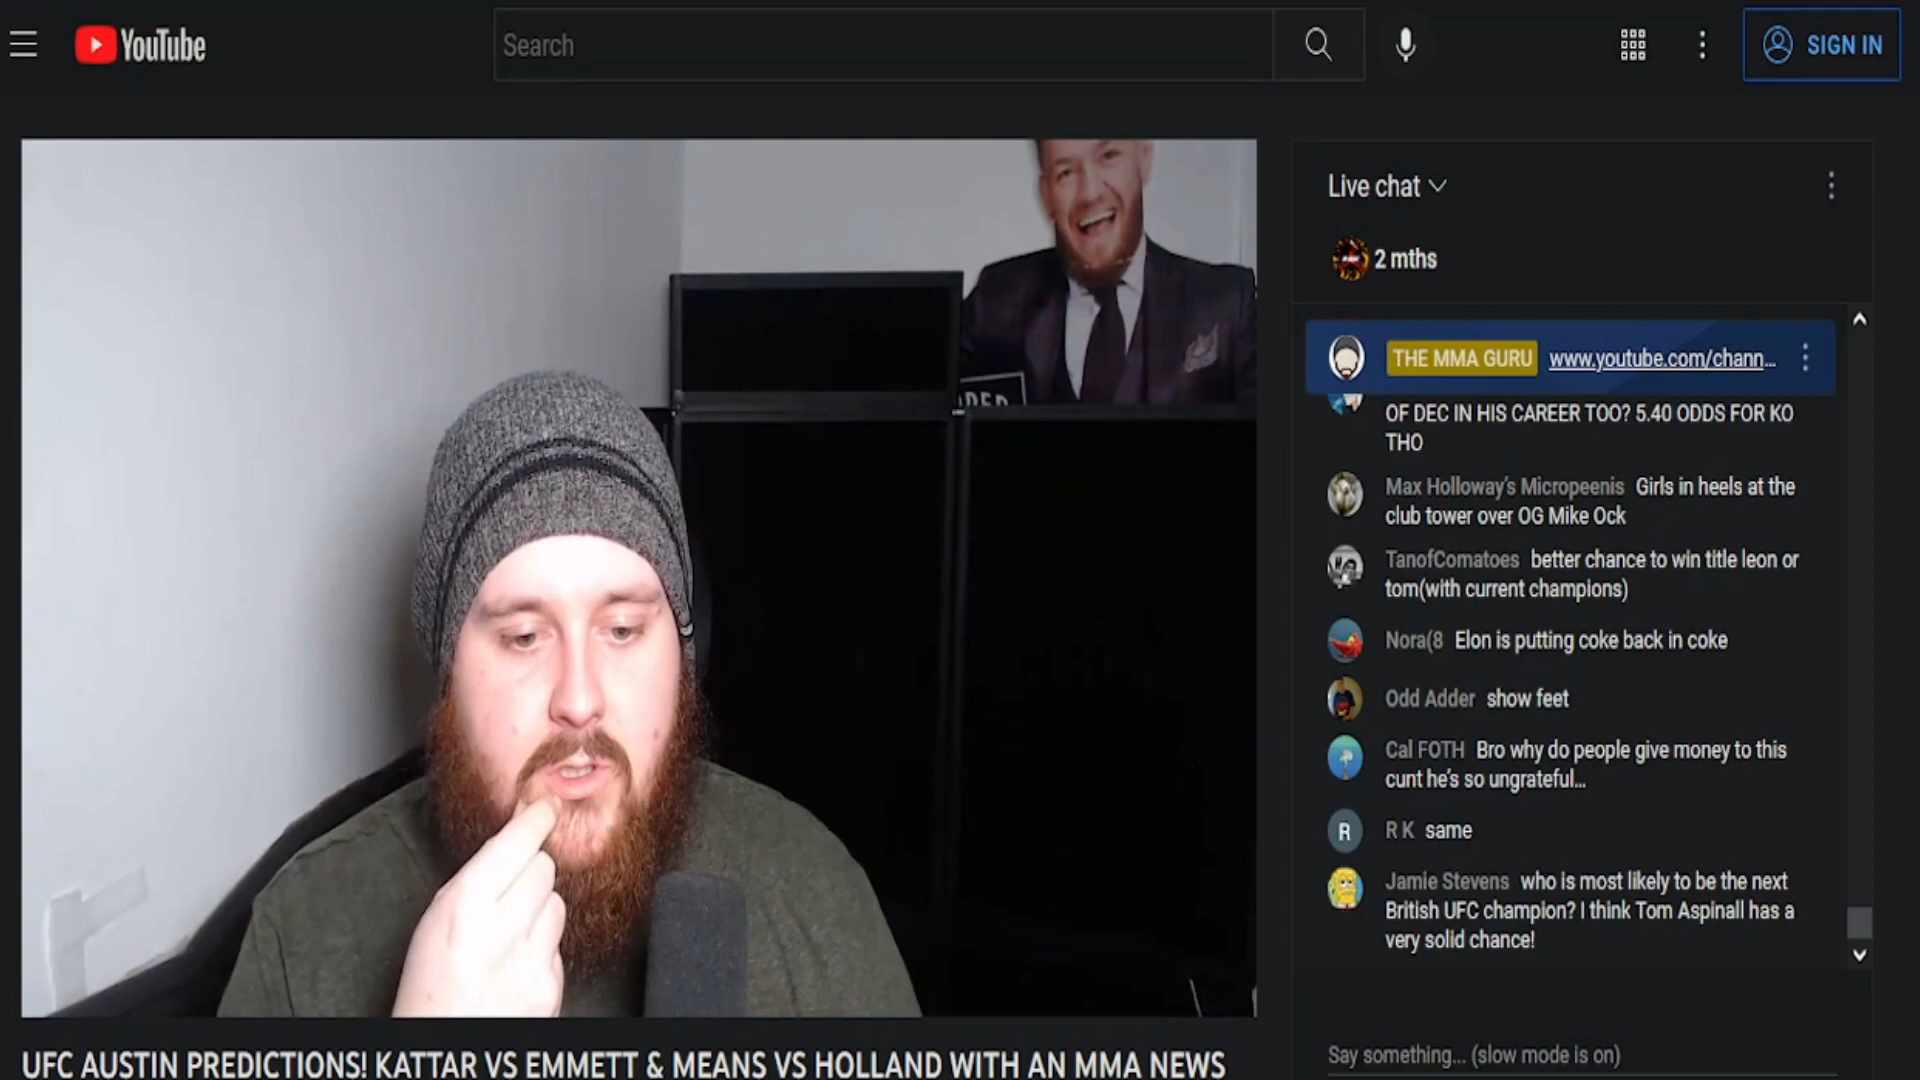 YouTube
Search
SIGN IN
Live chat
2 mths
THE MMA GURU www.youtube.com/chann...
OF DEC IN HIS CAREER TOO? 5.40 ODDS FOR KO
THO
Max Holloway's Micropeenis Girls in heels at the
club tower over OG Mike Ock
TanofComatoes better chance to win title leon or
tom(with current champions)
Nora(8 Elon is putting coke back in coke
Odd Adder show feet
Cal FOTH Bro why do people give money to this
cunt he's so ungrateful...
R
R K same
Jamie Stevens who is most likely to be the next
British UFC champion? I think Tom Aspinall has a
very solid chance!
Say something... (slow mode is on)
UFC AUSTIN PREDICTIONS! KATTAR VS EMMETT & MEANS VS HOLLAND WITH AN MMA NEWS